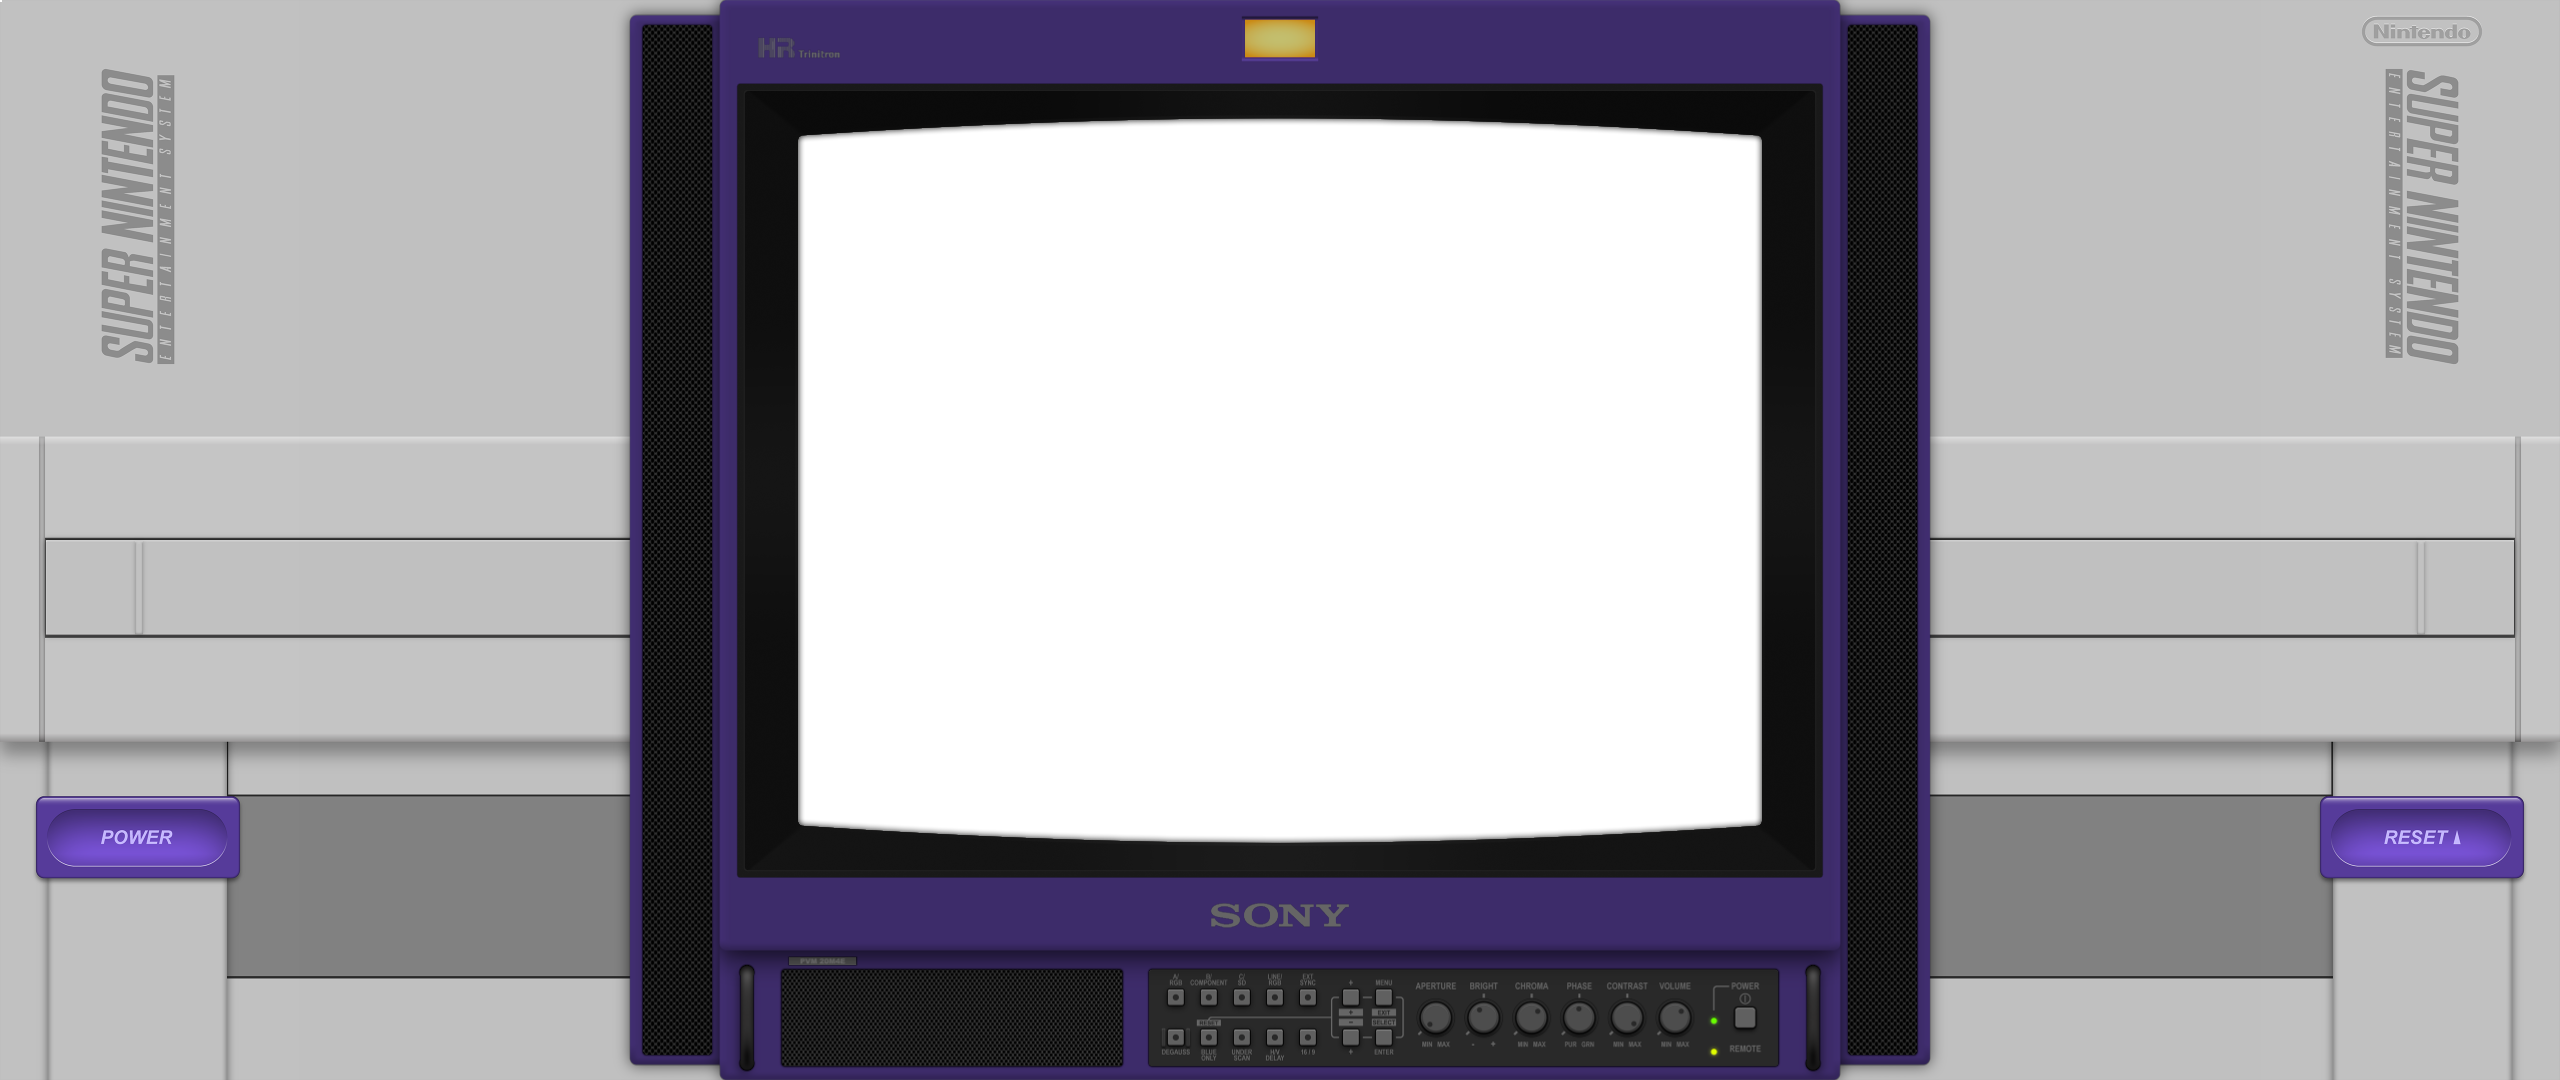 Nintendo
HR Trinitron
SUPER NINTENDO
ENTERTAINMENT SYSTEM
SUPER NINTENDO
ENTERTAINMENT SYSTEM
POWER
RESET
SONY
PVM 20M4E
A/
RGB
B/
COMPONENT
C/
SD
LINE/
RGB
EXT
SYNC
+
MENU
APERTURE
BRIGHT
CHROMA
PHASE
CONTRAST
VOLUME
POWER
+
EXIT
RESET
−
SELECT
DEGAUSS
BLUE
ONLY
UNDER
SCAN
H/V
DELAY
16 / 9
+
ENTER
MIN MAX
- +
MIN MAX
PUR GRN
MIN MAX
MIN MAX
REMOTE